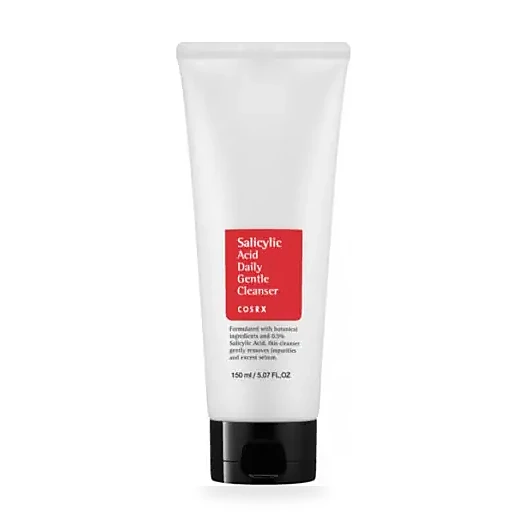 Salicylic
Acid
Daily
Gentle
Cleanser
COSRX
Formulated with botanical
ingredients and 0.5%
Salicylic Acid, this cleanser
gently removes impurities
and excess sebum.
150 ml / 5.07 FL.OZ